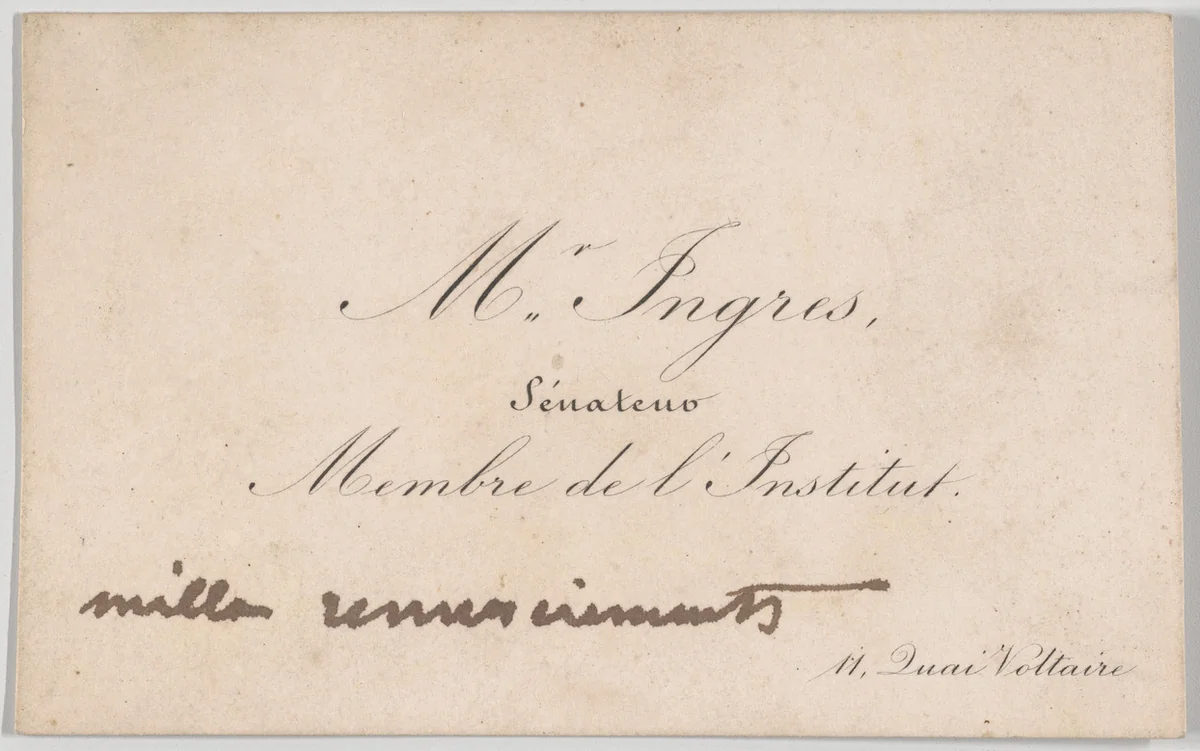 Mr Ingres,
Sénateur
Membre de l'Institut.
mille remerciements
11, Quai Voltaire